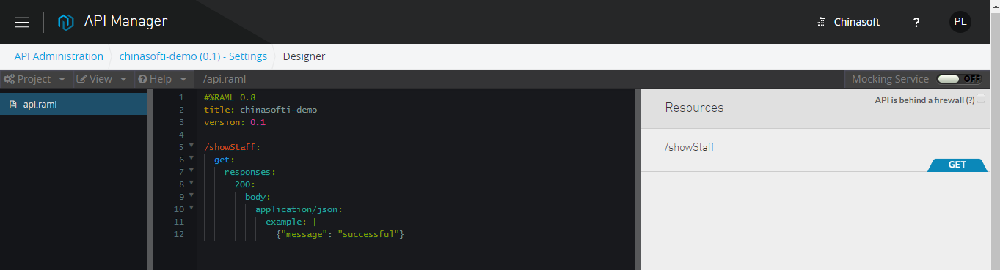 API Manager
Chinasoft
?
PL
API Administration
chinasofti-demo (0.1) - Settings
Designer
Project
View
Help
/api.raml
Mocking Service
OFF
api.raml
1 #%RAML 0.8
2 title: chinasofti-demo
3 version: 0.1
4
5 /showStaff:
6 get:
7 responses:
8 200:
9 body:
10 application/json:
11 example: |
12 {"message": "successful"}
API is behind a firewall (?)
Resources
/showStaff
GET